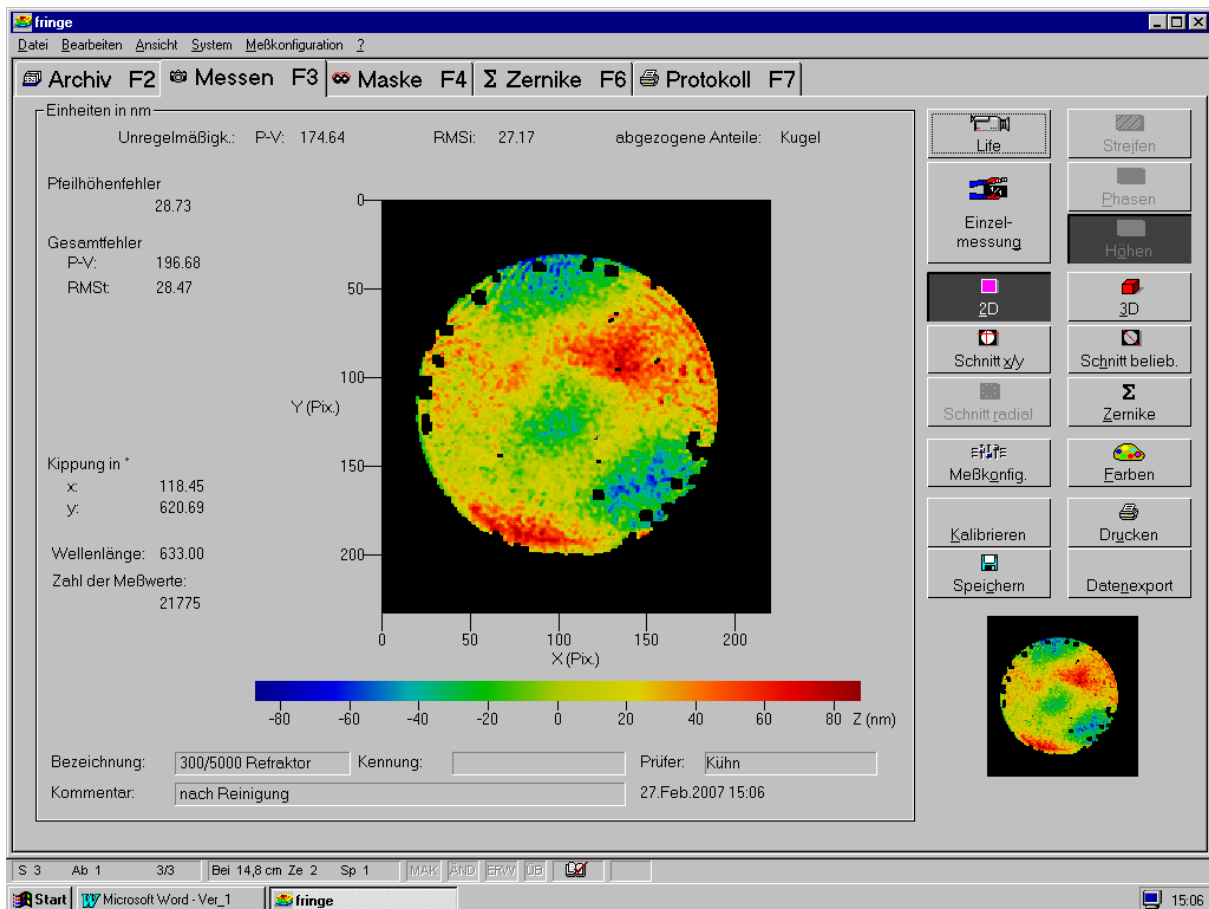 fringe
Datei Bearbeiten Ansicht System Meßkonfiguration ?
Archiv F2 Messen F3 Maske F4 Σ Zernike F6 Protokoll F7
Einheiten in nm
Unregelmäßigk.: P-V: 174.64 RMSi: 27.17 abgezogene Anteile: Kugel
Pfeilhöhenfehler
28.73
Gesamtfehler
P-V: 196.68
RMSt: 28.47
Kippung in "
x: 118.45
y: 620.69
Wellenlänge: 633.00
Zahl der Meßwerte:
21775
0
50
100
Y (Pix.)
150
200
0 50 100 150 200
X (Pix.)
-80 -60 -40 -20 0 20 40 60 80 Z (nm)
Bezeichnung: 300/5000 Refraktor Kennung: Prüfer: Kühn
Kommentar: nach Reinigung 27.Feb.2007 15:06
Life Streifen
Einzel-
messung
Phasen
Höhen
2D 3D
Schnitt x/y Schnitt belieb.
Schnitt radial Σ Zernike
Meßkonfig. Farben
Kalibrieren Drucken
Speichern Datenexport
S 3 Ab 1 3/3 Bei 14,8 cm Ze 2 Sp 1 MAK ÄND ERW ÜB
Start Microsoft Word - Ver_1 fringe 15:06